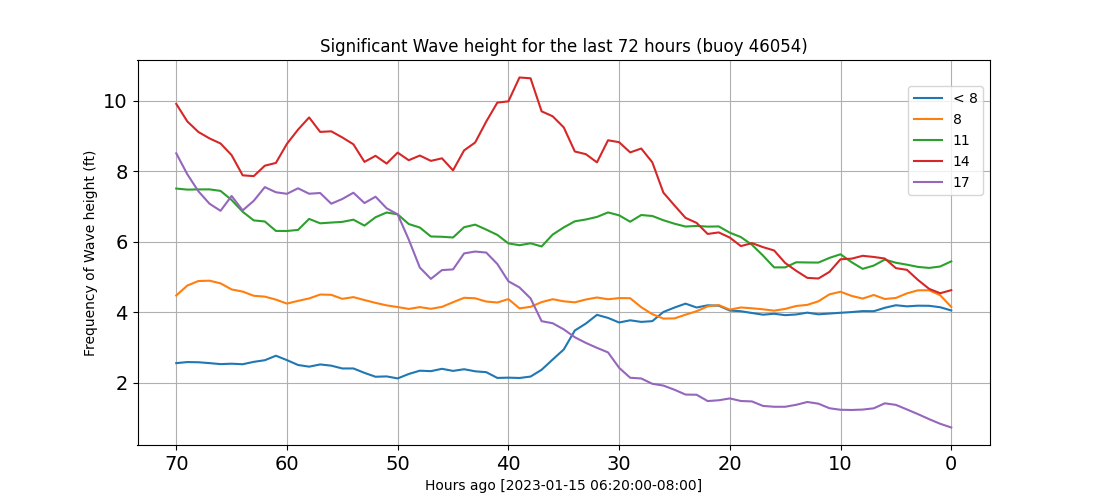 Significant Wave height for the last 72 hours (buoy 46054)
Frequency of Wave height (ft)
10
8
6
4
2
< 8
8
11
14
17
70 60 50 40 30 20 10 0
Hours ago [2023-01-15 06:20:00-08:00]